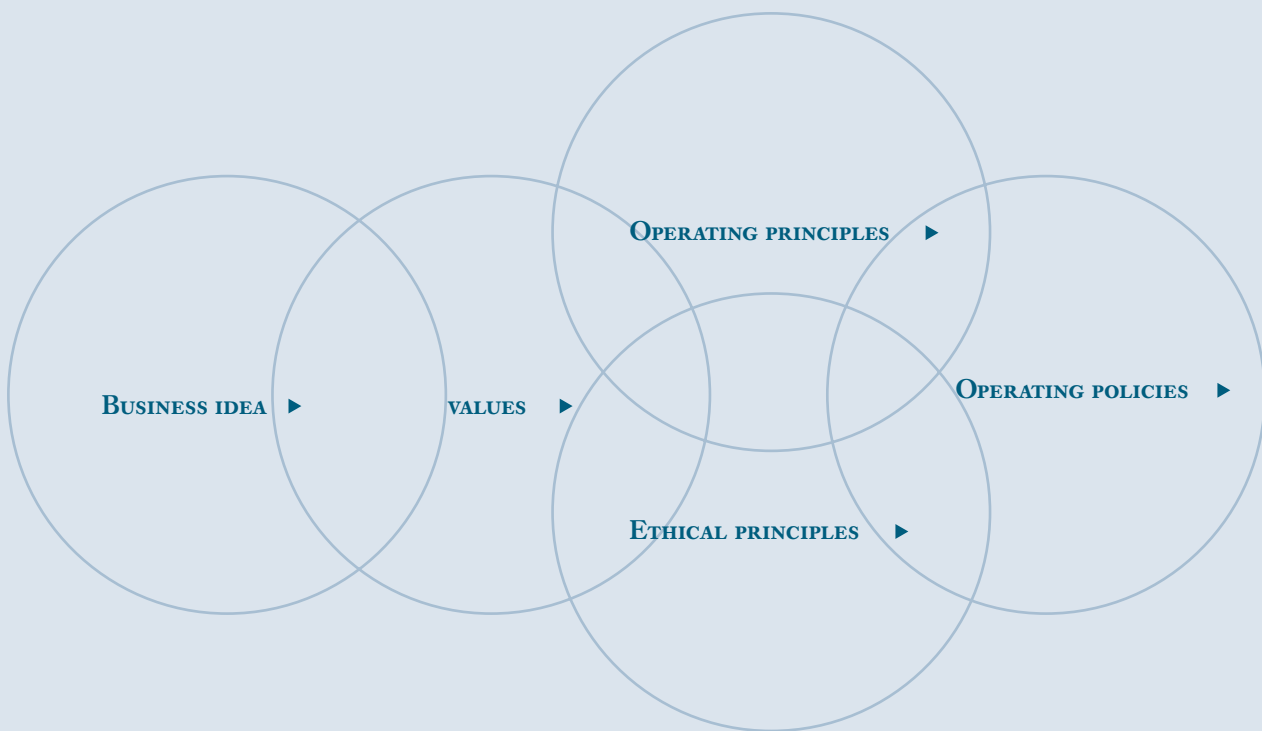 Business idea ▶
values ▶
Operating principles ▶
Ethical principles ▶
Operating policies ▶